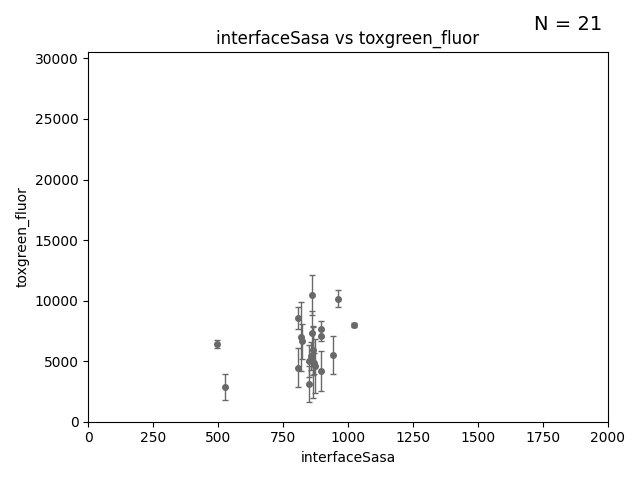 N = 21
interfaceSasa vs toxgreen_fluor
30000
25000
20000
15000
10000
5000
0
toxgreen_fluor
0 250 500 750 1000 1250 1500 1750 2000
interfaceSasa